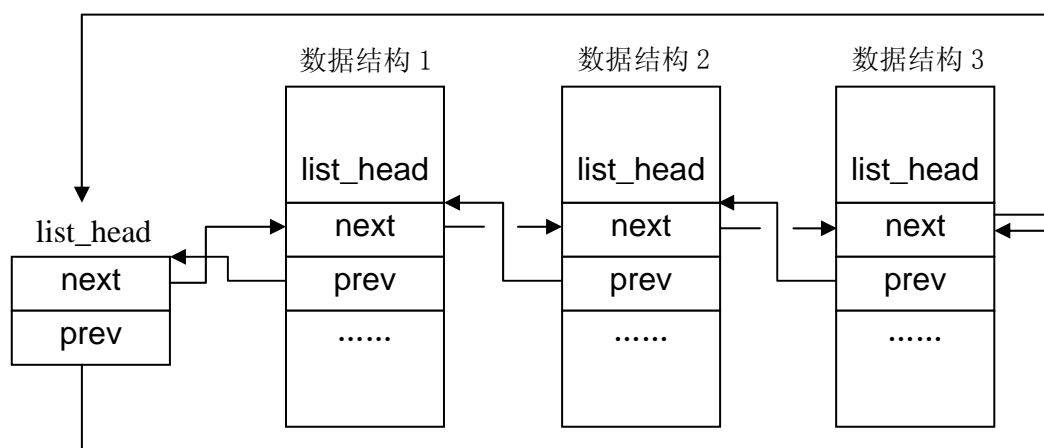 数据结构 1
数据结构 2
数据结构 3
list_head
list_head
list_head
list_head
next
next
next
next
prev
prev
prev
prev
……
……
……